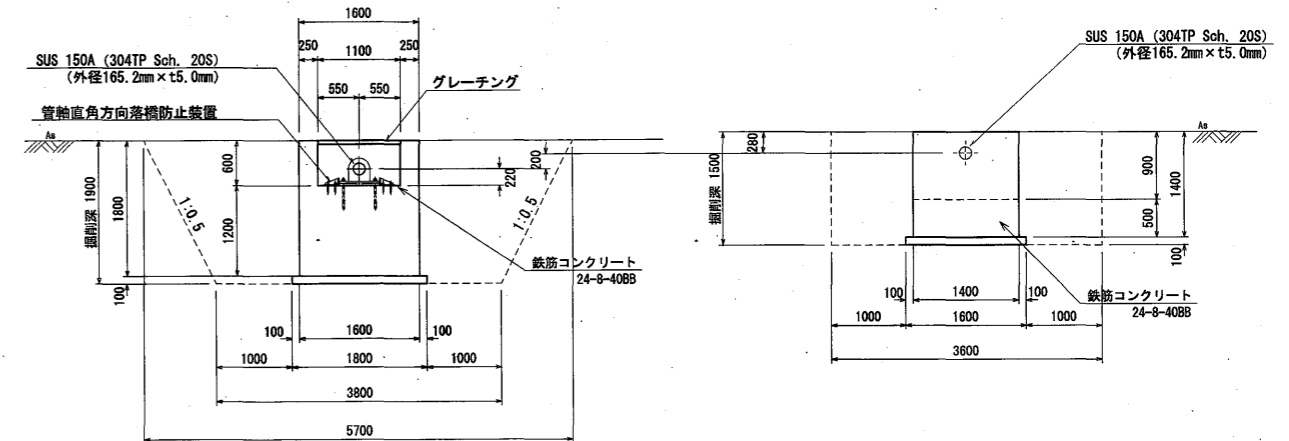 1600
250 1100 250
SUS 150A (304TP Sch. 20S)
(外径165.2mm×t5.0mm)
550 550
グレーチング
管軸直角方向落橋防止装置
As
600
200
220
掘削深 1900
1800
1:0.5
1:0.5
1200
鉄筋コンクリート
24-8-40BB
100
100 1600 100
1000 1800 1000
3800
5700
SUS 150A (304TP Sch. 20S)
(外径165.2mm×t5.0mm)
As
280
掘削深 1500
900
1400
500
100
鉄筋コンクリート
24-8-40BB
100 1400 100
1000 1600 1000
3600